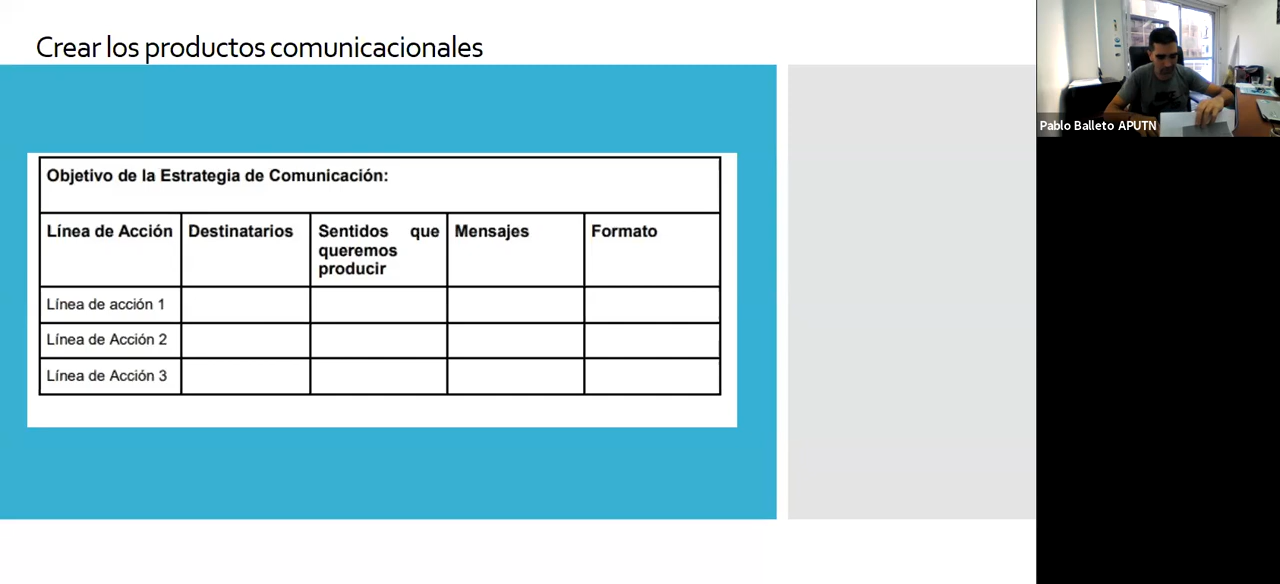 Crear los productos comunicacionales
Pablo Balleto APUTN
Objetivo de la Estrategia de Comunicación:
Línea de Acción Destinatarios Sentidos que queremos producir Mensajes Formato
Línea de acción 1
Línea de Acción 2
Línea de Acción 3